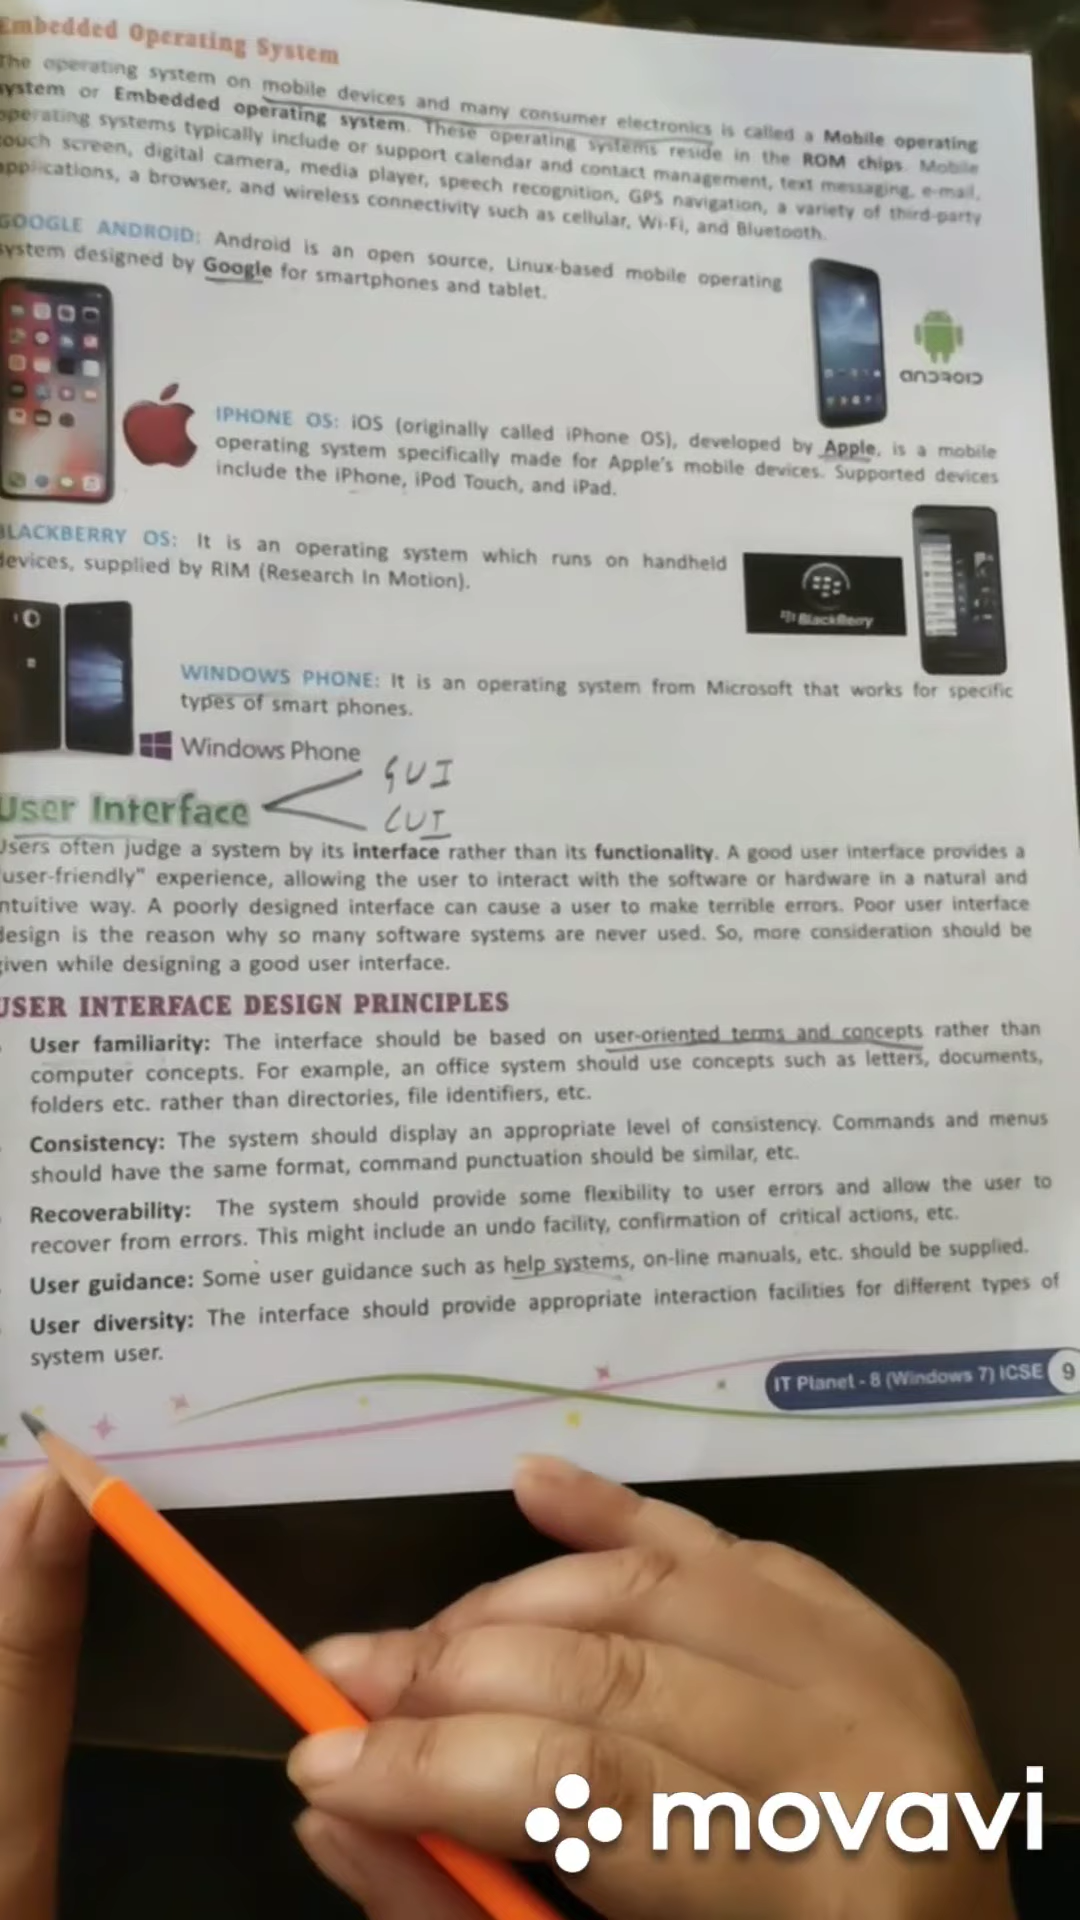 Embedded Operating System
The operating system on mobile devices and many consumer electronics is called a Mobile operating
system or Embedded operating system. These operating systems reside in the ROM chips. Mobile
operating systems typically include or support calendar and contact management, text messaging, e-mail,
touch screen, digital camera, media player, speech recognition, GPS navigation, a variety of third-party
applications, a browser, and wireless connectivity such as cellular, Wi-Fi, and Bluetooth.
GOOGLE ANDROID: Android is an open source, Linux-based mobile operating
system designed by Google for smartphones and tablet.
ANDROID
IPHONE OS: iOS (originally called iPhone OS), developed by Apple, is a mobile
operating system specifically made for Apple's mobile devices. Supported devices
include the iPhone, iPod Touch, and iPad.
BLACKBERRY OS: It is an operating system which runs on handheld
devices, supplied by RIM (Research In Motion).
BlackBerry
WINDOWS PHONE: It is an operating system from Microsoft that works for specific
types of smart phones.
Windows Phone
GUI
User Interface
CUI
Users often judge a system by its interface rather than its functionality. A good user interface provides a
"user-friendly" experience, allowing the user to interact with the software or hardware in a natural and
intuitive way. A poorly designed interface can cause a user to make terrible errors. Poor user interface
design is the reason why so many software systems are never used. So, more consideration should be
given while designing a good user interface.
USER INTERFACE DESIGN PRINCIPLES
User familiarity: The interface should be based on user-oriented terms and concepts rather than
computer concepts. For example, an office system should use concepts such as letters, documents,
folders etc. rather than directories, file identifiers, etc.
Consistency: The system should display an appropriate level of consistency. Commands and menus
should have the same format, command punctuation should be similar, etc.
Recoverability: The system should provide some flexibility to user errors and allow the user to
recover from errors. This might include an undo facility, confirmation of critical actions, etc.
User guidance: Some user guidance such as help systems, on-line manuals, etc. should be supplied.
User diversity: The interface should provide appropriate interaction facilities for different types of
system user.
IT Planet - 8 (Windows 7) ICSE 9
movavi